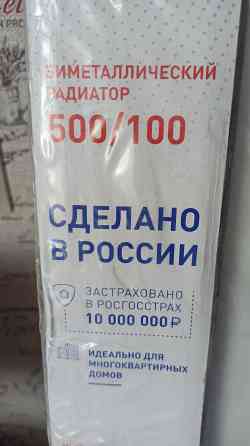 БИМЕТАЛЛИЧЕСКИЙ
РАДИАТОР
500/100
СДЕЛАНО
В РОССИИ
ЗАСТРАХОВАНО
В РОСГОССТРАХ
10 000 000 ₽
ИДЕАЛЬНО ДЛЯ
МНОГОКВАРТИРНЫХ
ДОМОВ